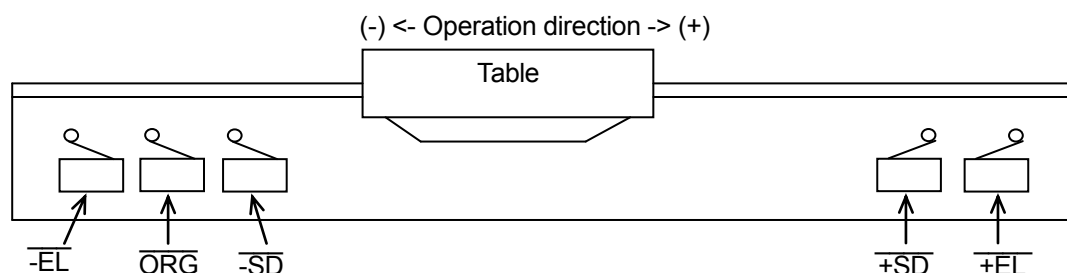 (-) <- Operation direction -> (+)
Table
-EL ORG -SD +SD +EL